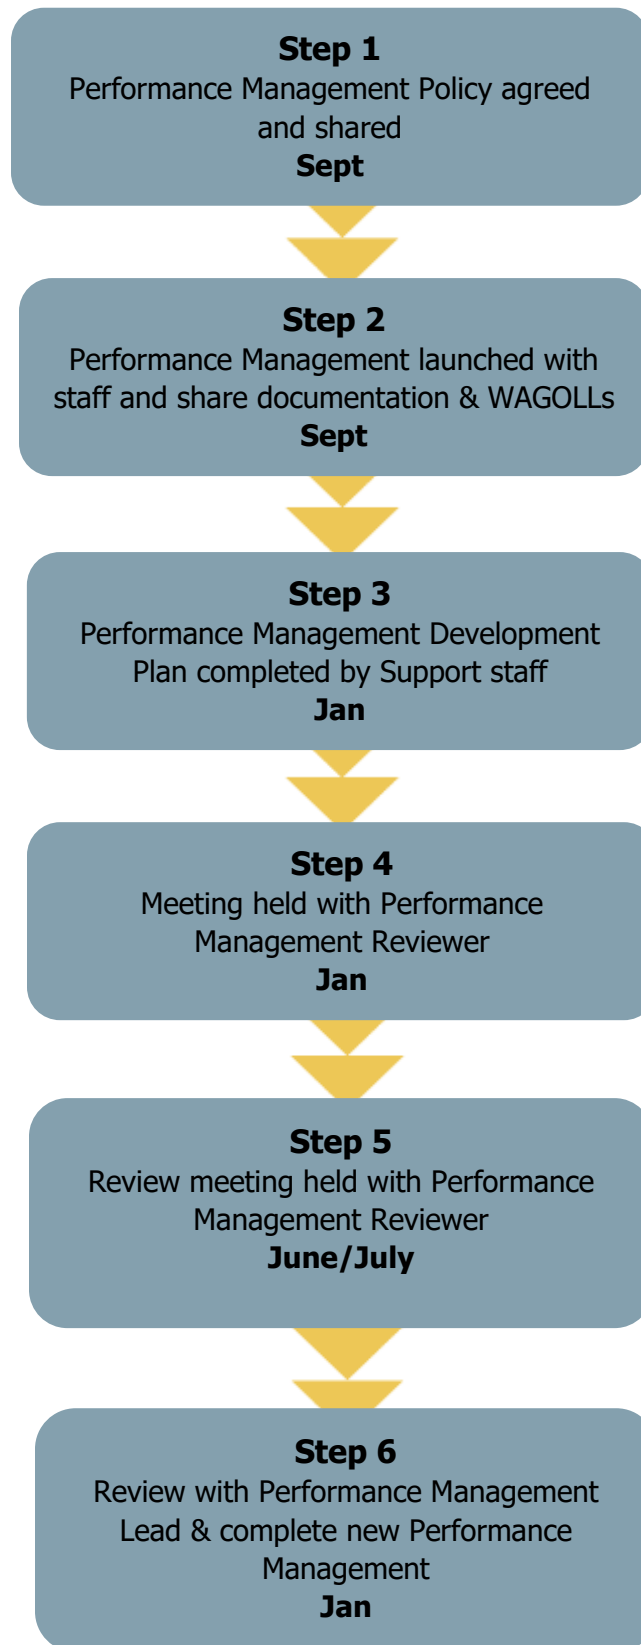 Step 1
Performance Management Policy agreed
and shared
Sept
Step 2
Performance Management launched with
staff and share documentation & WAGOLLs
Sept
Step 3
Performance Management Development
Plan completed by Support staff
Jan
Step 4
Meeting held with Performance
Management Reviewer
Jan
Step 5
Review meeting held with Performance
Management Reviewer
June/July
Step 6
Review with Performance Management
Lead & complete new Performance
Management
Jan